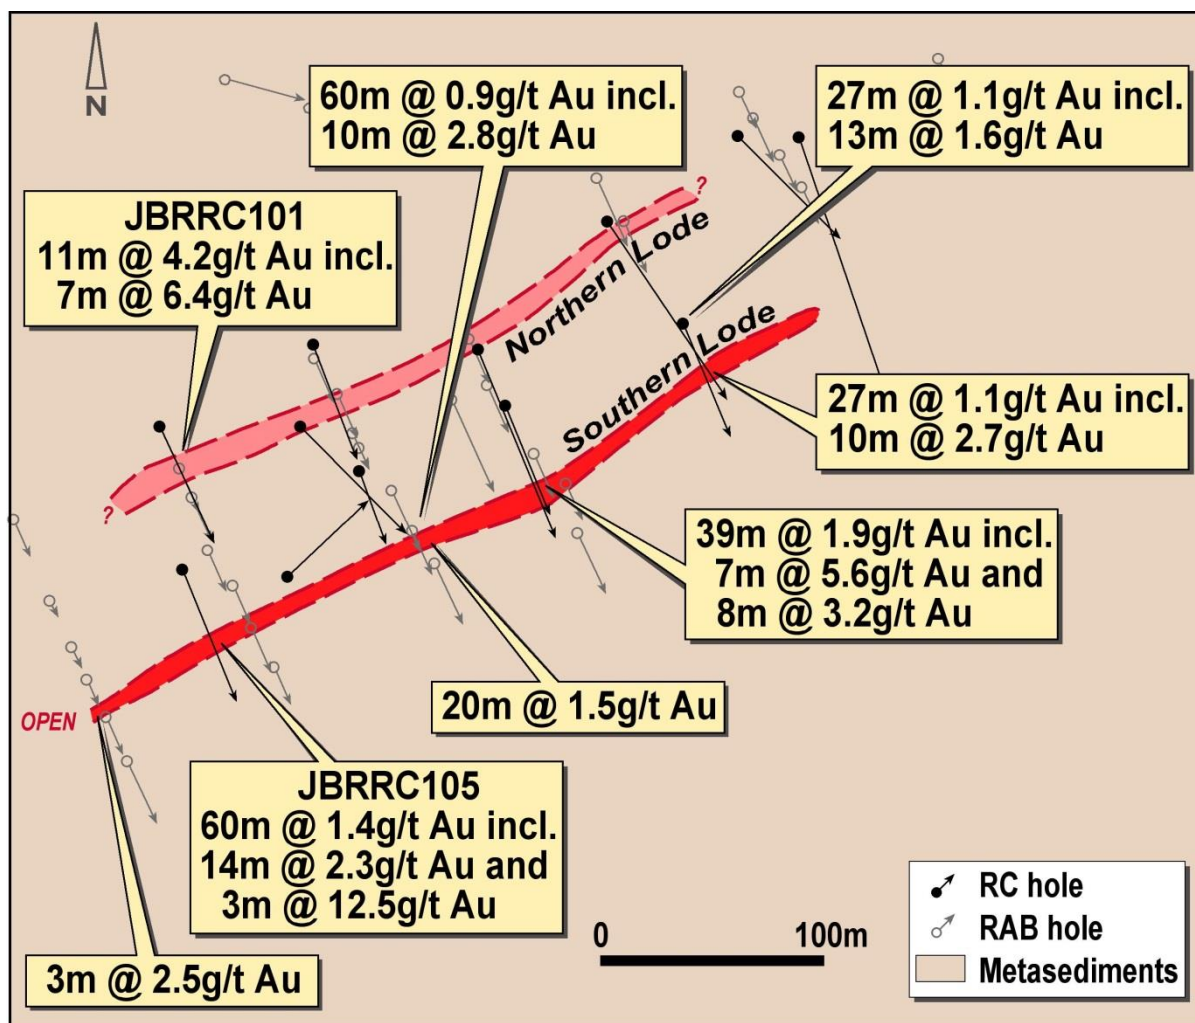 N
60m @ 0.9g/t Au incl.
10m @ 2.8g/t Au
27m @ 1.1g/t Au incl.
13m @ 1.6g/t Au
JBRRC101
11m @ 4.2g/t Au incl.
7m @ 6.4g/t Au
?
Northern Lode
Southern Lode
?
27m @ 1.1g/t Au incl.
10m @ 2.7g/t Au
39m @ 1.9g/t Au incl.
7m @ 5.6g/t Au and
8m @ 3.2g/t Au
OPEN
20m @ 1.5g/t Au
JBRRC105
60m @ 1.4g/t Au incl.
14m @ 2.3g/t Au and
3m @ 12.5g/t Au
3m @ 2.5g/t Au
0
100m
RC hole
RAB hole
Metasediments